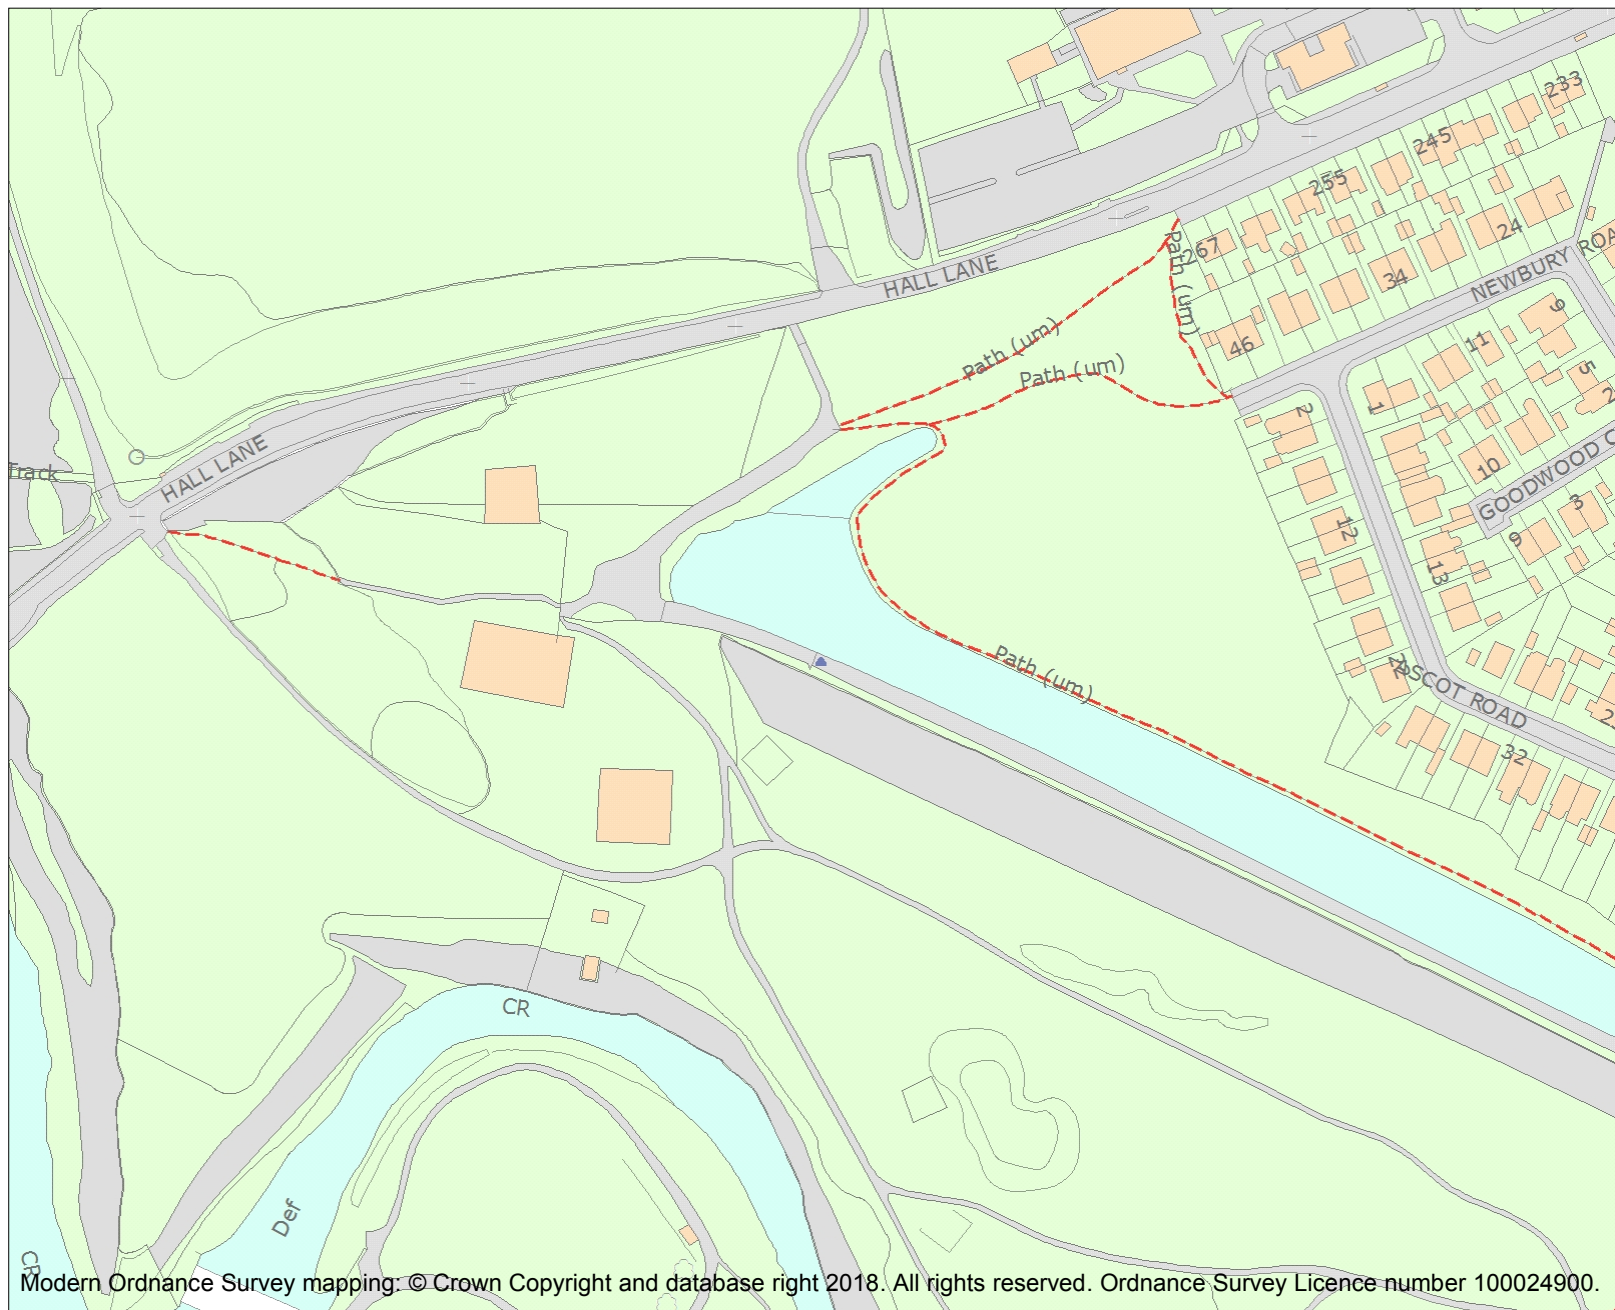 233
245
255
267
24
34
46
HALL LANE
NEWBURY ROA
Path (um)
Path (um)
Path (um)
9
11
5
2
1
2
HALL LANE
Track
10
GOODWOOD C
3
9
12
13
Path (um)
ASCOT ROAD
32
CR
Def
CR
Modern Ordnance Survey mapping: © Crown Copyright and database right 2018. All rights reserved. Ordnance Survey Licence number 100024900.